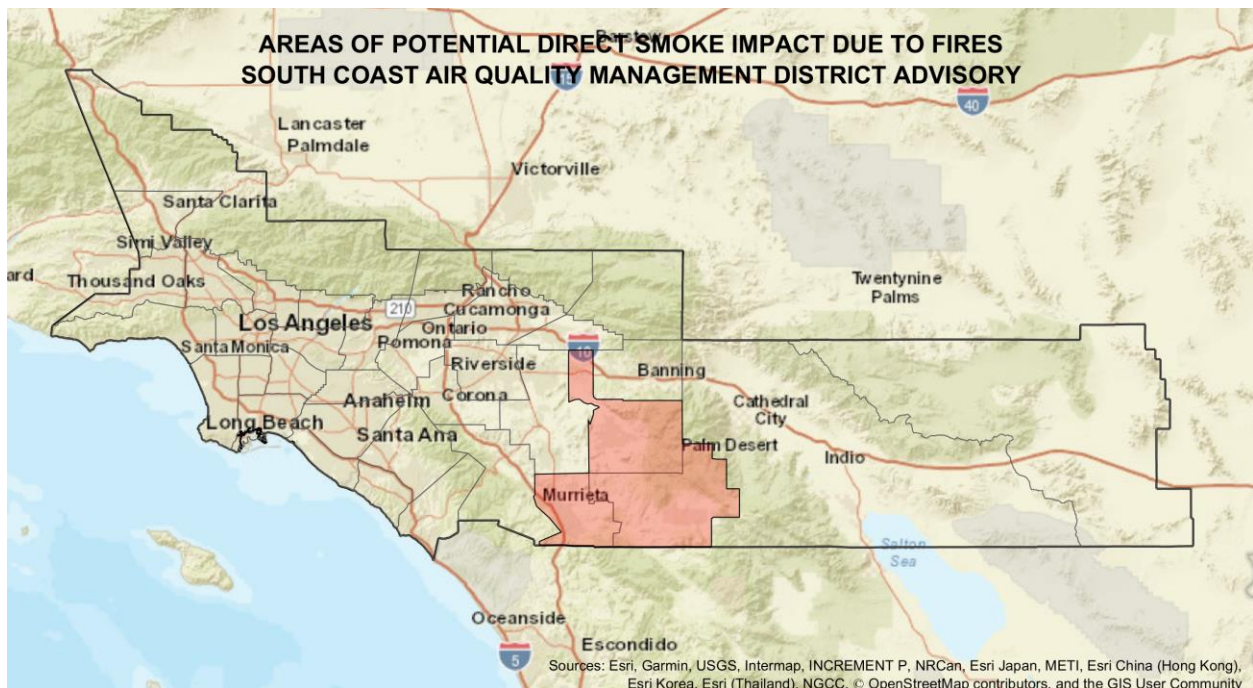 AREAS OF POTENTIAL DIRECT SMOKE IMPACT DUE TO FIRES
Barstow
SOUTH COAST AIR QUALITY MANAGEMENT DISTRICT ADVISORY
15
40
Lancaster
Palmdale
Victorville
Santa Clarita
Simi Valley
ard
Thousand Oaks
Twentynine
Palms
Rancho
Cucamonga
210
Los Angeles
Ontario
Pomona
Santa Monica
10
Riverside
Banning
Corona
Anaheim
Cathedral
City
Long Beach
Santa Ana
Palm Desert
Indio
Murrieta
Salton
Sea
Oceanside
Escondido
5
Sources: Esri, Garmin, USGS, Intermap, INCREMENT P, NRCan, Esri Japan, METI, Esri China (Hong Kong),
Esri Korea, Esri (Thailand), NGCC, © OpenStreetMap contributors, and the GIS User Community